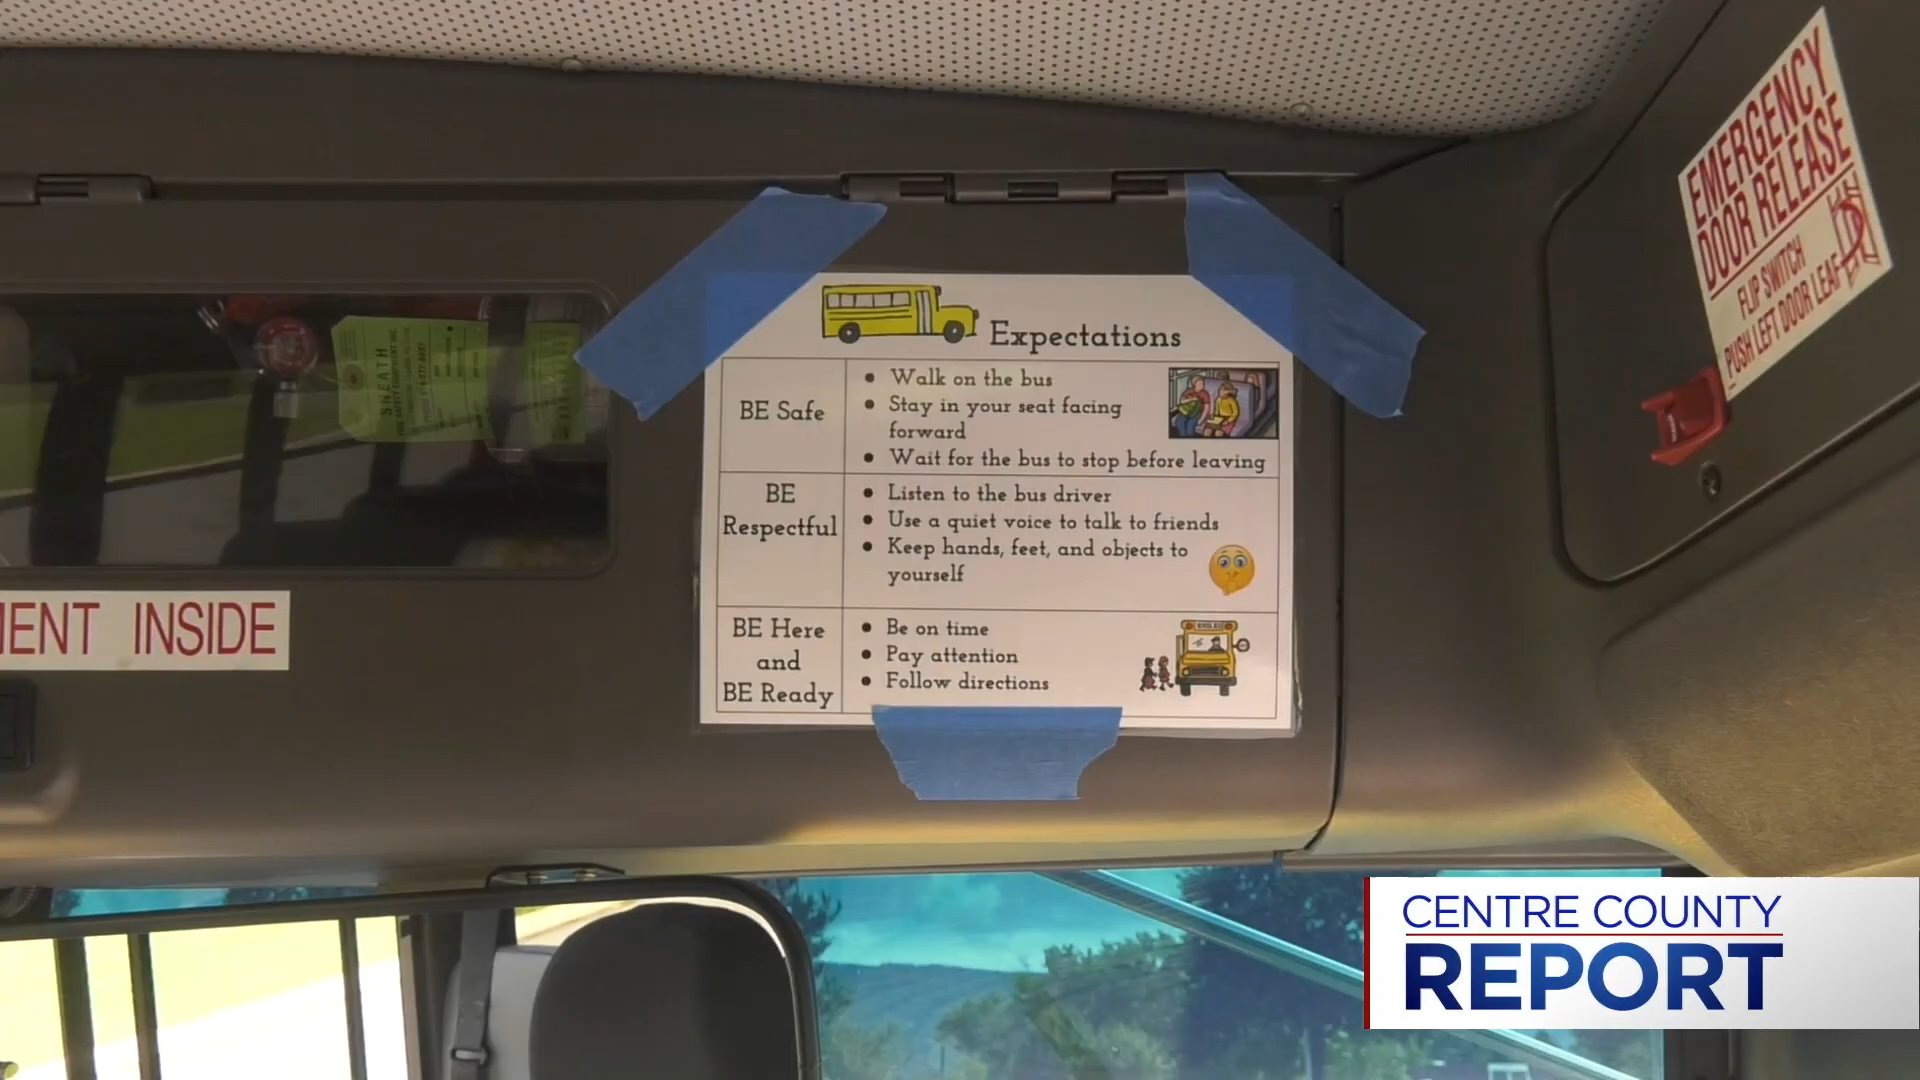 EMERGENCY
DOOR RELEASE
FLIP SWITCH
PUSH LEFT DOOR LEAF
Expectations
BE Safe
Walk on the bus
Stay in your seat facing
forward
Wait for the bus to stop before leaving
BE
Respectful
Listen to the bus driver
Use a quiet voice to talk to friends
Keep hands, feet, and objects to
yourself
BE Here
and
BE Ready
Be on time
Pay attention
Follow directions
SNEATH
INSIDE
CENTRE COUNTY
REPORT